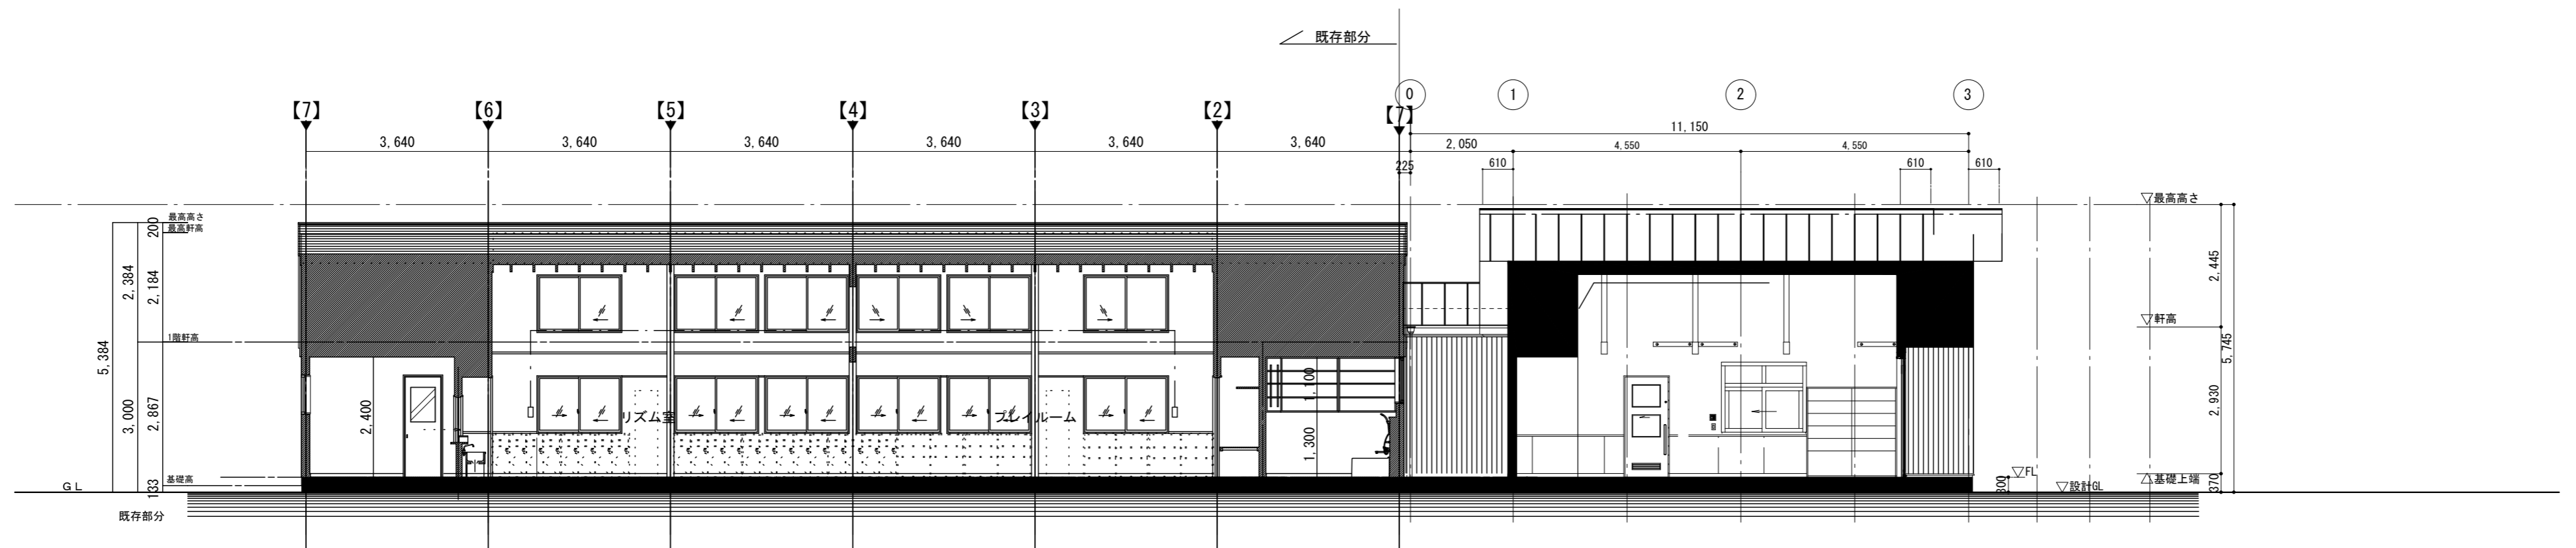 既存部分
【7】 【6】 【5】 【4】 【3】 【2】 【7】 0 1 2 3
11,150
3,640 3,640 3,640 3,640 3,640 3,640 2,050 4,550 4,550
225 610 610 610
最高高さ
最高軒高
200
2,384
2,184
1階軒高
5,384
3,000
2,867
基礎高
133
GL
既存部分
2,400
リズム室
プレイルーム
1,100
1,300
▽最高高さ
2,445
▽軒高
5,745
2,930
▽FL
300
▽設計GL
△基礎上端
370